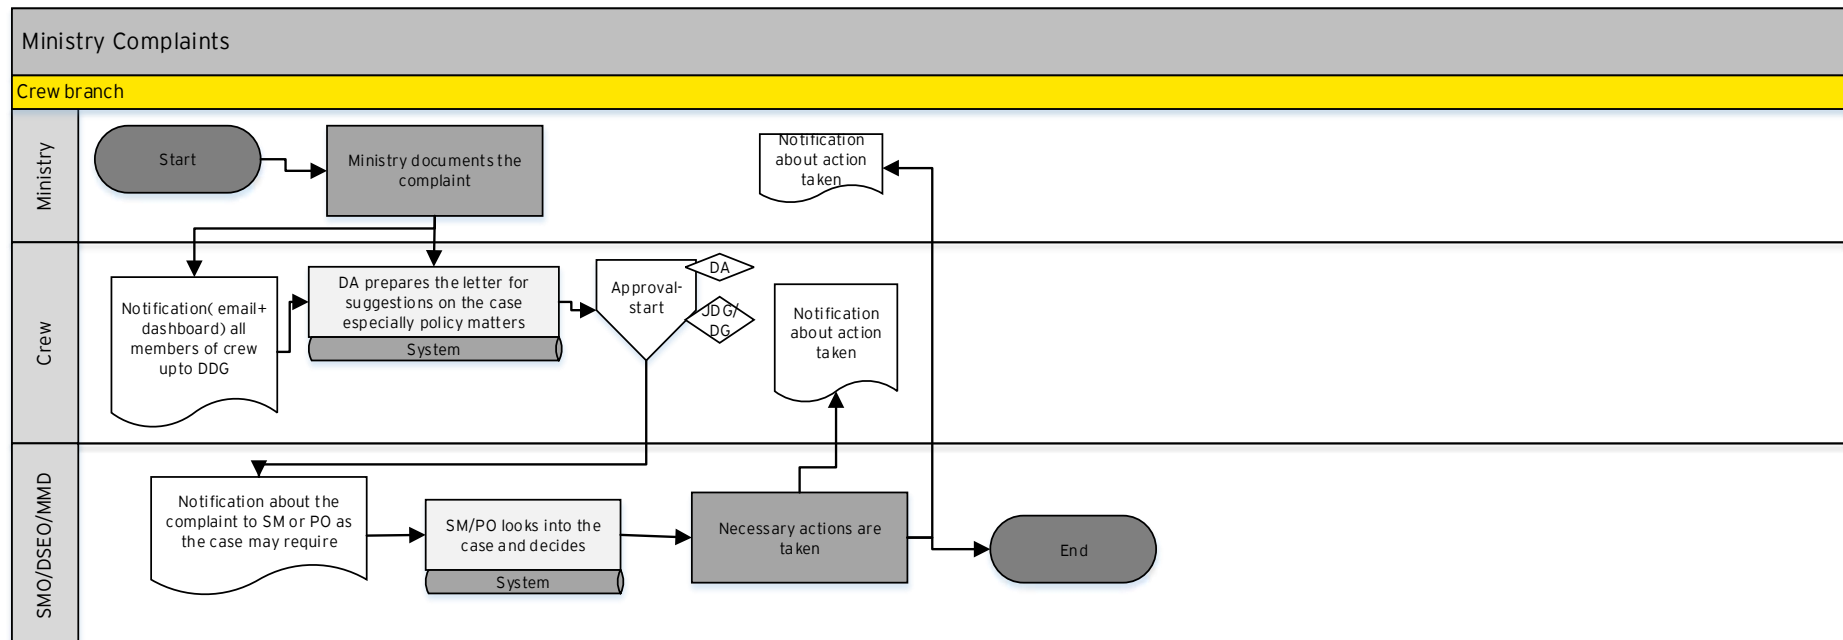 Ministry Complaints
Crew branch
Ministry
Start
Ministry documents the
complaint
Notification
about action
taken
Crew
Notification( email+
dashboard) all
members of crew
upto DDG
DA prepares the letter for
suggestions on the case
especially policy matters
System
Approval-
start
DA
JDG/
DG
Notification
about action
taken
SMO/DSEO/MMD
Notification about the
complaint to SM or PO as
the case may require
SM/PO looks into the
case and decides
System
Necessary actions are
taken
End